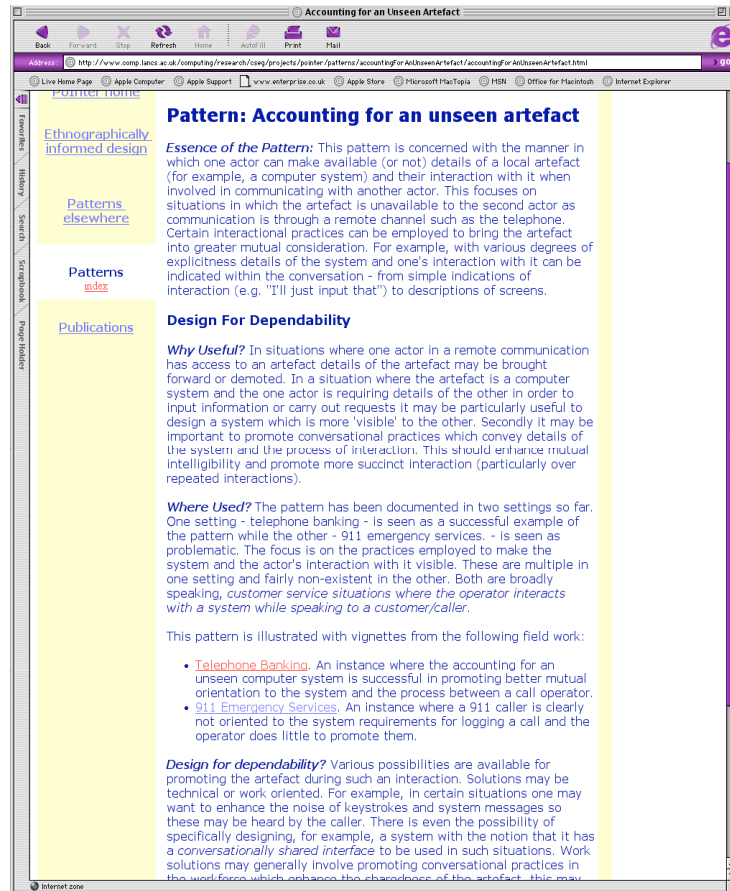 Accounting for an Unseen Artefact
Back Forward Stop Refresh Home AutoFill Print Mail
Address http://www.comp.lancs.ac.uk/computing/research/cseg/projects/pointer/patterns/accountingForAnUnseenArtefact/accountingForAnUnseenArtefact.html go
Live Home Page Apple Computer Apple Support www.enterprise.co.uk Apple Store Microsoft MacTopia MSN Office for Macintosh Internet Explorer
Favorites
History
Search
Scrapbook
Page Holder
Pointer home
Ethnographically
informed design
Patterns
elsewhere
Patterns
index
Publications
Pattern: Accounting for an unseen artefact
Essence of the Pattern: This pattern is concerned with the manner in
which one actor can make available (or not) details of a local artefact
(for example, a computer system) and their interaction with it when
involved in communicating with another actor. This focuses on
situations in which the artefact is unavailable to the second actor as
communication is through a remote channel such as the telephone.
Certain interactional practices can be employed to bring the artefact
into greater mutual consideration. For example, with various degrees of
explicitness details of the system and one's interaction with it can be
indicated within the conversation - from simple indications of
interaction (e.g. "I'll just input that") to descriptions of screens.
Design For Dependability
Why Useful? In situations where one actor in a remote communication
has access to an artefact details of the artefact may be brought
forward or demoted. In a situation where the artefact is a computer
system and the one actor is requiring details of the other in order to
input information or carry out requests it may be particularly useful to
design a system which is more 'visible' to the other. Secondly it may be
important to promote conversational practices which convey details of
the system and the process of interaction. This should enhance mutual
intelligibility and promote more succinct interaction (particularly over
repeated interactions).
Where Used? The pattern has been documented in two settings so far.
One setting - telephone banking - is seen as a successful example of
the pattern while the other - 911 emergency services. - is seen as
problematic. The focus is on the practices employed to make the
system and the actor's interaction with it visible. These are multiple in
one setting and fairly non-existent in the other. Both are broadly
speaking, customer service situations where the operator interacts
with a system while speaking to a customer/caller.
This pattern is illustrated with vignettes from the following field work:
• Telephone Banking. An instance where the accounting for an
unseen computer system is successful in promoting better mutual
orientation to the system and the process between a call operator.
• 911 Emergency Services. An instance where a 911 caller is clearly
not oriented to the system requirements for logging a call and the
operator does little to promote them.
Design for dependability? Various possibilities are available for
promoting the artefact during such an interaction. Solutions may be
technical or work oriented. For example, in certain situations one may
want to enhance the noise of keystrokes and system messages so
these may be heard by the caller. There is even the possibility of
specifically designing, for example, a system with the notion that it has
a conversationally shared interface to be used in such situations. Work
solutions may generally involve promoting conversational practices in
the workforce which enhance the sharedness of the artefact, this may
Internet zone